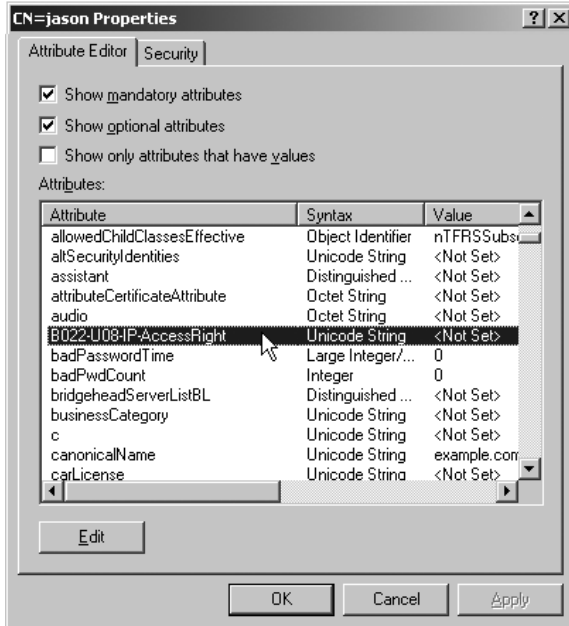 CN=jason Properties
Attribute Editor Security
Show mandatory attributes
Show optional attributes
Show only attributes that have values
Attributes:
Attribute Syntax Value
allowedChildClassesEffective Object Identifier nTFRSSubs
altSecurityIdentities Unicode String <Not Set>
assistant Distinguished ... <Not Set>
attributeCertificateAttribute Octet String <Not Set>
audio Octet String <Not Set>
B022-U08-IP-AccessRight Unicode String <Not Set>
badPasswordTime Large Integer/... 0
badPwdCount Integer 0
bridgeheadServerListBL Distinguished ... <Not Set>
businessCategory Unicode String <Not Set>
c Unicode String <Not Set>
canonicalName Unicode String example.com
carLicense Unicode String <Not Set>
Edit
OK Cancel Apply